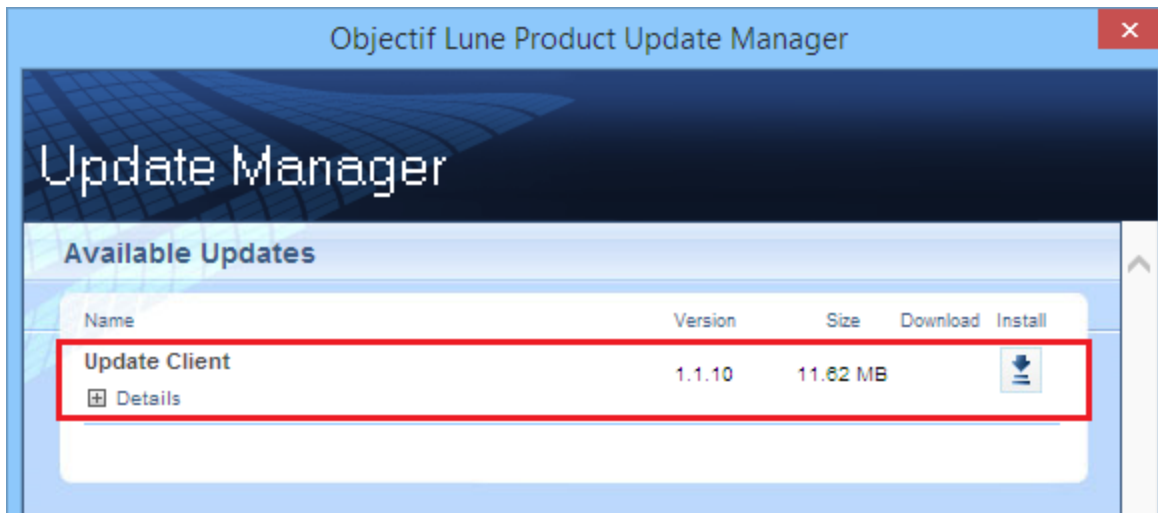 Objectif Lune Product Update Manager
Update Manager
Available Updates
Name Version Size Download Install
Update Client 1.1.10 11.62 MB
Details